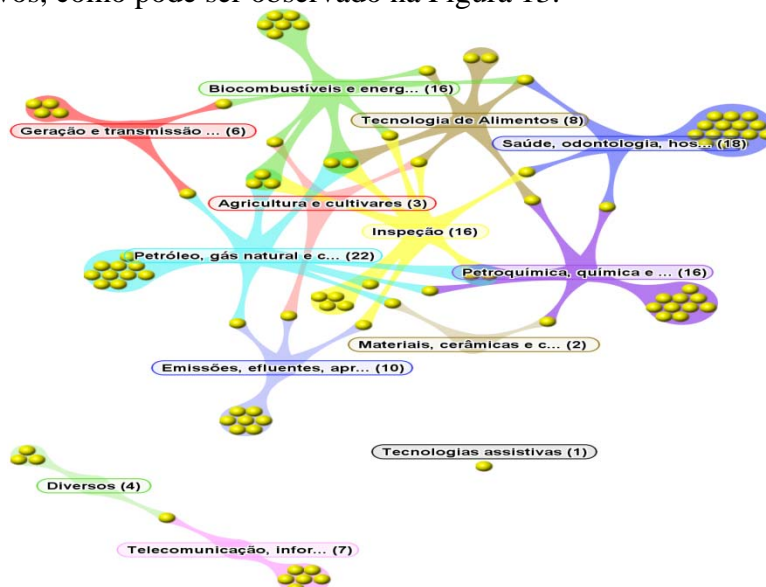 vos, como pode ser observado na Figura 15.
Biocombustíveis e energ... (16)
Tecnologia de Alimentos (8)
Geração e transmissão ... (6)
Saúde, odontologia, hos... (18)
Agricultura e cultivares (3)
Inspeção (16)
Petróleo, gás natural e c... (22)
Petroquímica, química e ... (16)
Materiais, cerâmicas e c... (2)
Emissões, efluentes, apr... (10)
Tecnologias assistivas (1)
Diversos (4)
Telecomunicação, infor... (7)